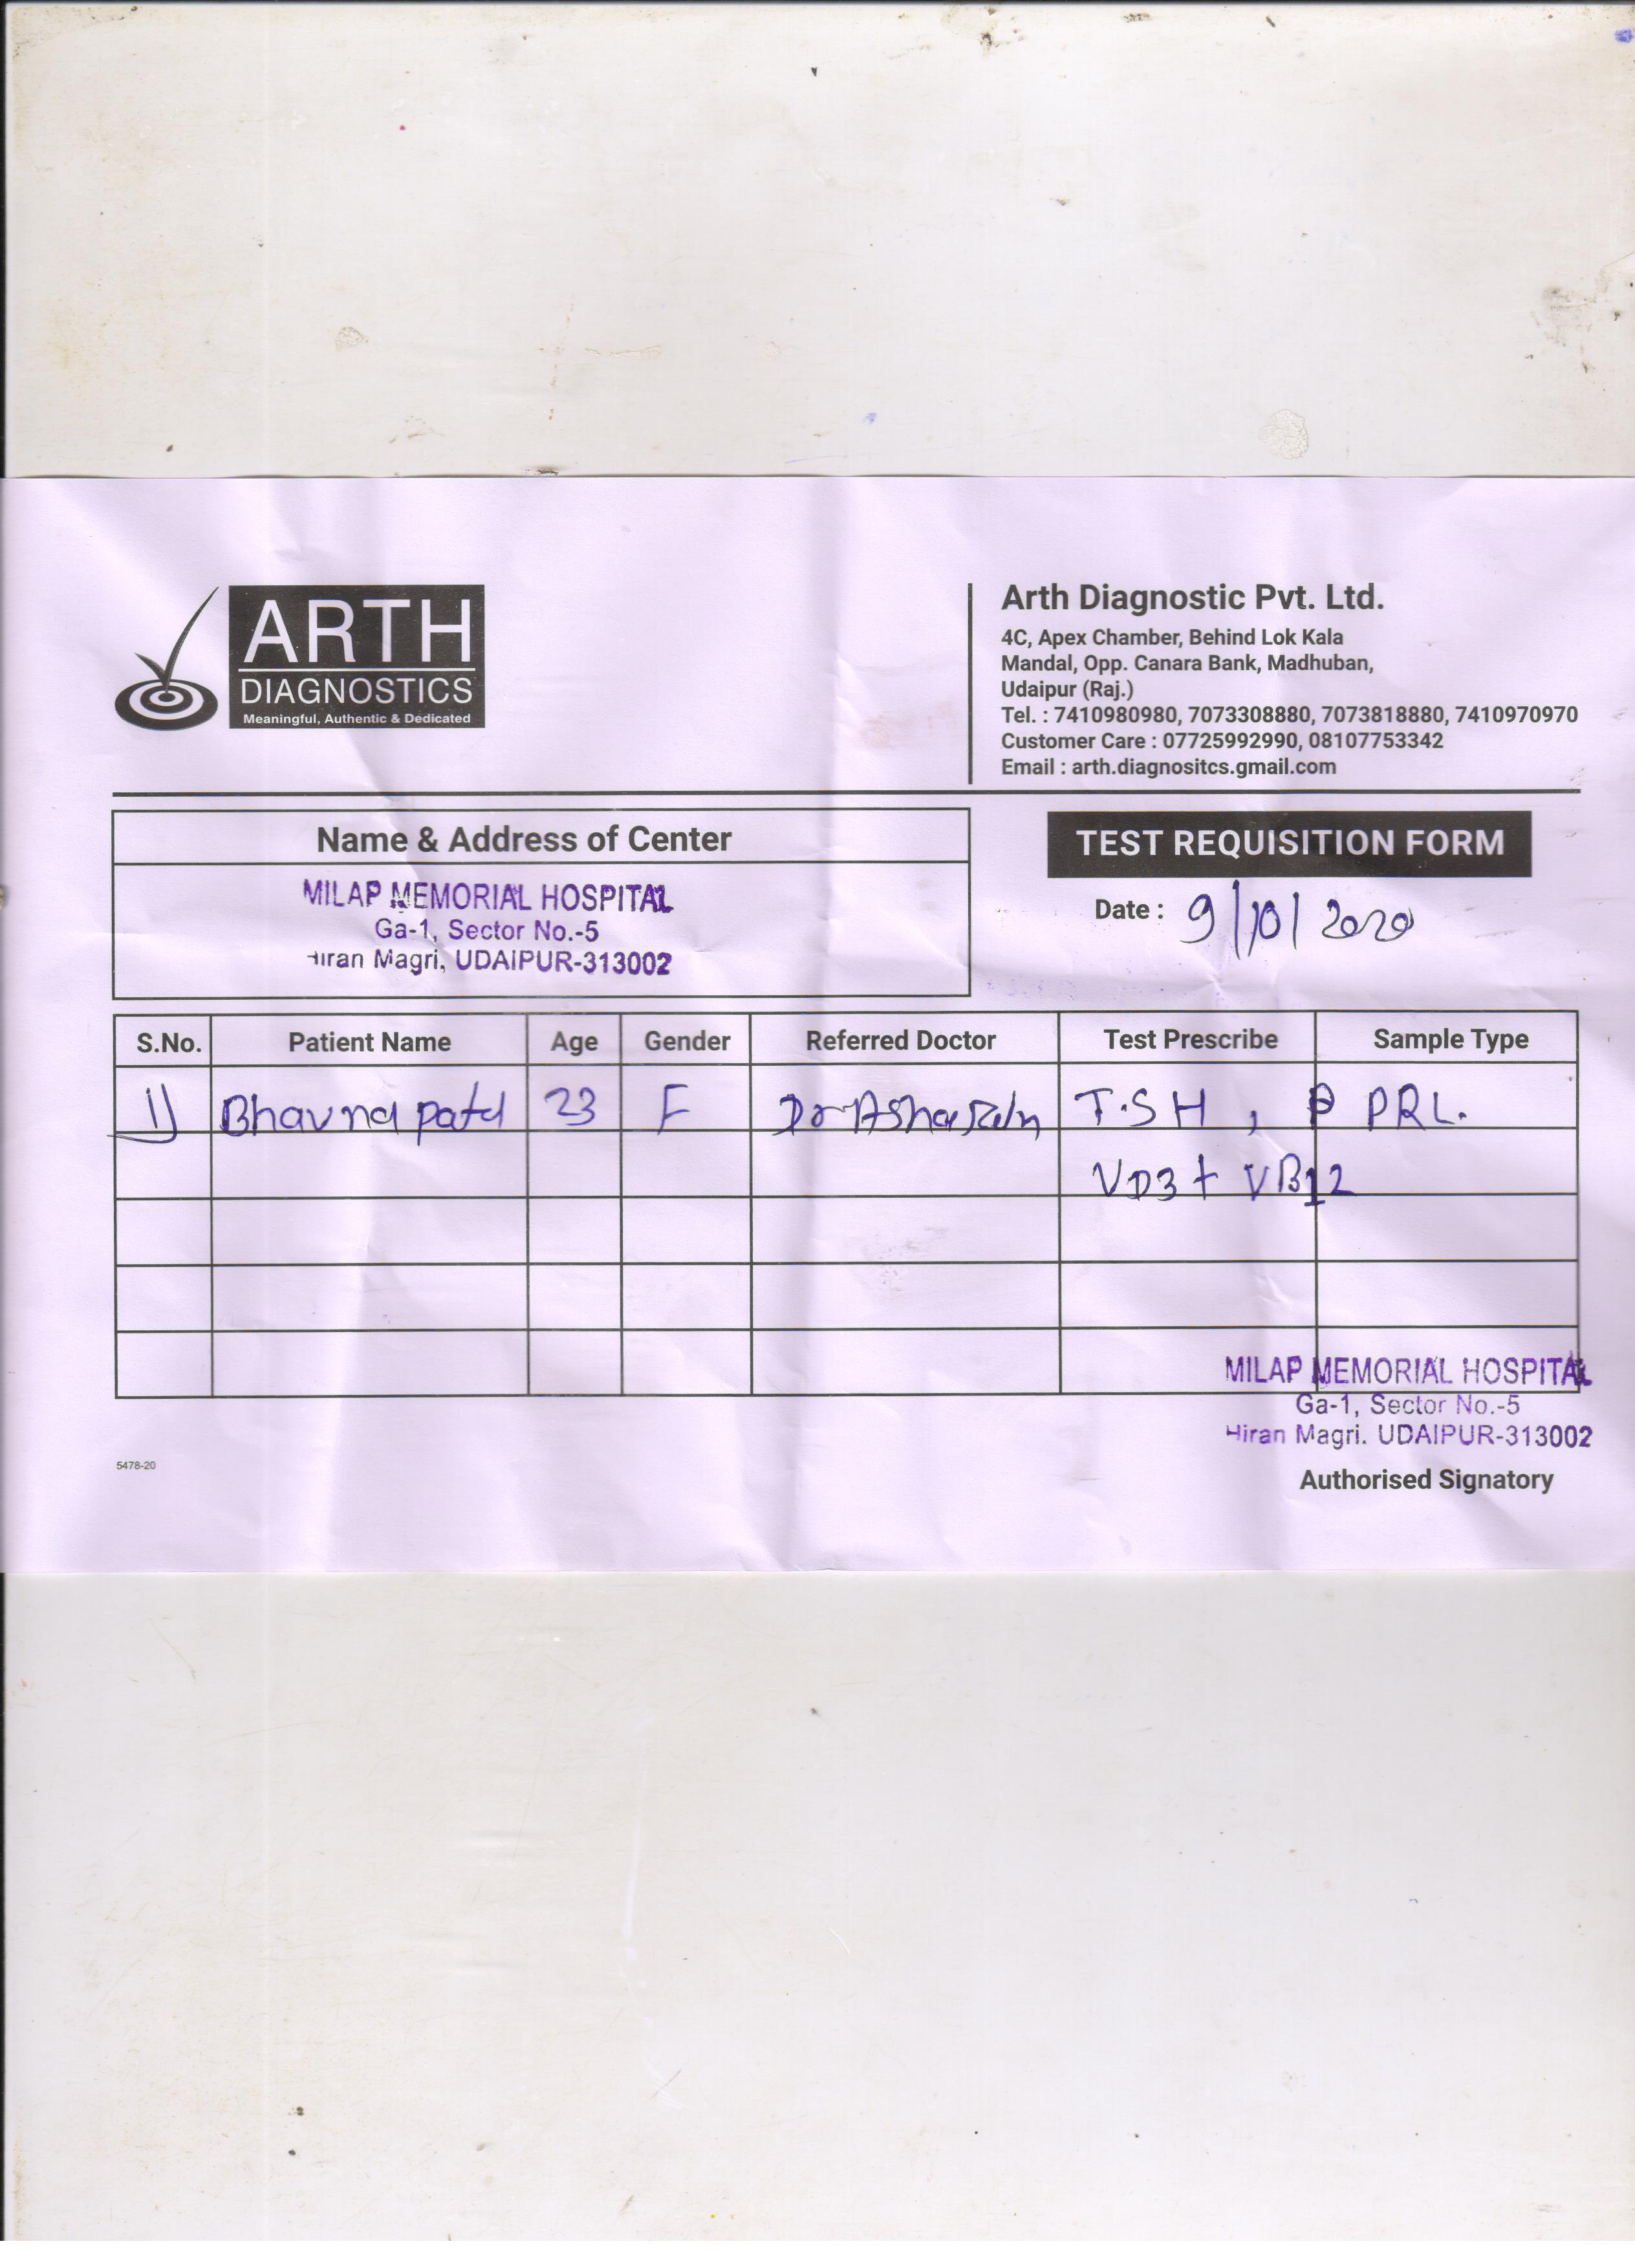 ARTH
DIAGNOSTICS
Meaningful, Authentic & Dedicated
Arth Diagnostic Pvt. Ltd.
4C, Apex Chamber, Behind Lok Kala
Mandal, Opp. Canara Bank, Madhuban,
Udaipur (Raj.)
Tel. : 7410980980, 7073308880, 7073818880, 7410970970
Customer Care : 07725992990, 08107753342
Email : arth.diagnositcs.gmail.com
Name & Address of Center
MILAP MEMORIAL HOSPITAL
Ga-1, Sector No.-5
Hiran Magri, UDAIPUR-313002
TEST REQUISITION FORM
Date : 9/10/2020
S.No. Patient Name Age Gender Referred Doctor Test Prescribe Sample Type
1) Bhavna patel 23 F Dr Asha T.S H , PRL.
VD3 + VB12
MILAP MEMORIAL HOSPITAL
Ga-1, Sector No.-5
Hiran Magri. UDAIPUR-313002
5478-20
Authorised Signatory